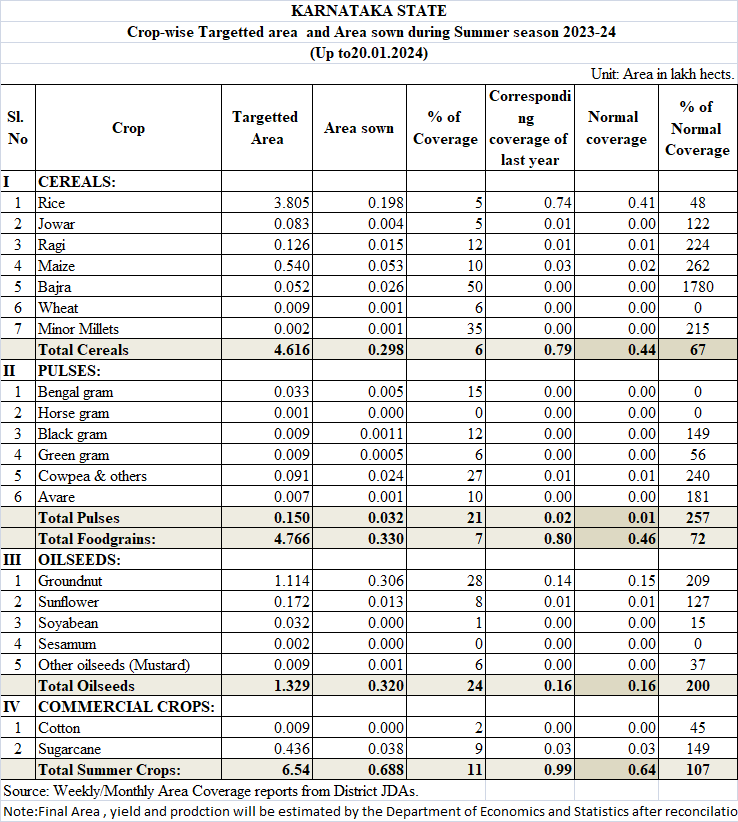 KARNATAKA STATE
Crop-wise Targetted area and Area sown during Summer season 2023-24
(Up to20.01.2024)
Unit: Area in lakh hects.
Sl. No Crop Targetted Area Area sown % of Coverage Correspondi ng coverage of last year Normal coverage % of Normal Coverage
I CEREALS:
1 Rice 3.805 0.198 5 0.74 0.41 48
2 Jowar 0.083 0.004 5 0.01 0.00 122
3 Ragi 0.126 0.015 12 0.01 0.01 224
4 Maize 0.540 0.053 10 0.03 0.02 262
5 Bajra 0.052 0.026 50 0.00 0.00 1780
6 Wheat 0.009 0.001 6 0.00 0.00 0
7 Minor Millets 0.002 0.001 35 0.00 0.00 215
Total Cereals 4.616 0.298 6 0.79 0.44 67
II PULSES:
1 Bengal gram 0.033 0.005 15 0.00 0.00 0
2 Horse gram 0.001 0.000 0 0.00 0.00 0
3 Black gram 0.009 0.0011 12 0.00 0.00 149
4 Green gram 0.009 0.0005 6 0.00 0.00 56
5 Cowpea & others 0.091 0.024 27 0.01 0.01 240
6 Avare 0.007 0.001 10 0.00 0.00 181
Total Pulses 0.150 0.032 21 0.02 0.01 257
Total Foodgrains: 4.766 0.330 7 0.80 0.46 72
III OILSEEDS:
1 Groundnut 1.114 0.306 28 0.14 0.15 209
2 Sunflower 0.172 0.013 8 0.01 0.01 127
3 Soyabean 0.032 0.000 1 0.00 0.00 15
4 Sesamum 0.002 0.000 0 0.00 0.00 0
5 Other oilseeds (Mustard) 0.009 0.001 6 0.00 0.00 37
Total Oilseeds 1.329 0.320 24 0.16 0.16 200
IV COMMERCIAL CROPS:
1 Cotton 0.009 0.000 2 0.00 0.00 45
2 Sugarcane 0.436 0.038 9 0.03 0.03 149
Total Summer Crops: 6.54 0.688 11 0.99 0.64 107
Source: Weekly/Monthly Area Coverage reports from District JDAs.
Note:Final Area , yield and prodction will be estimated by the Department of Economics and Statistics after reconcilatio